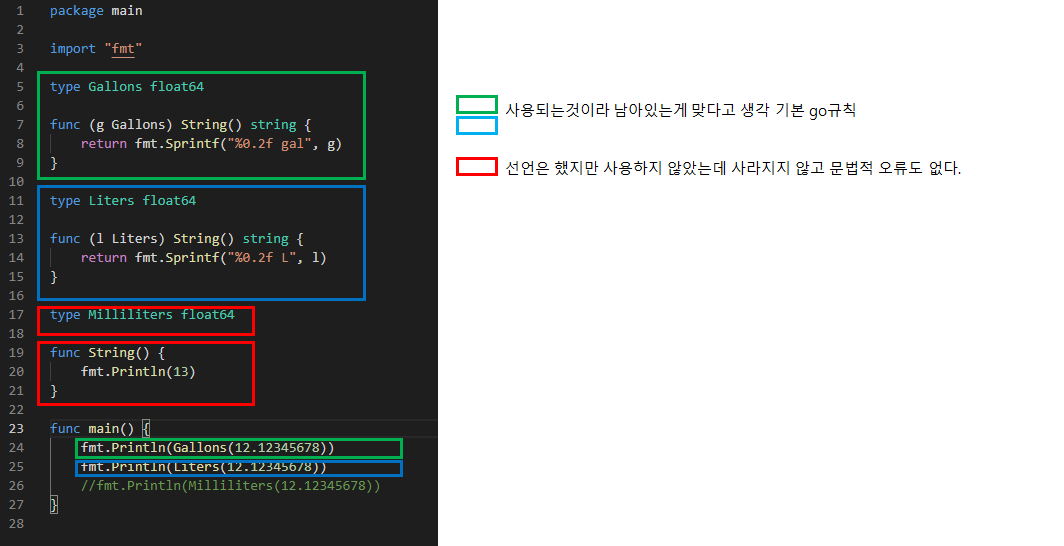 1 package main
2
3 import "fmt"
4
5 type Gallons float64
6
7 func (g Gallons) String() string {
8 return fmt.Sprintf("%0.2f gal", g)
9 }
10
11 type Liters float64
12
13 func (l Liters) String() string {
14 return fmt.Sprintf("%0.2f L", l)
15 }
16
17 type Milliliters float64
18
19 func String() {
20 fmt.Println(13)
21 }
22
23 func main() {
24 fmt.Println(Gallons(12.12345678))
25 fmt.Println(Liters(12.12345678))
26 //fmt.Println(Milliliters(12.12345678))
27 }
28
사용되는것이라 남아있는게 맞다고 생각 기본 go규칙
선언은 했지만 사용하지 않았는데 사라지지 않고 문법적 오류도 없다.